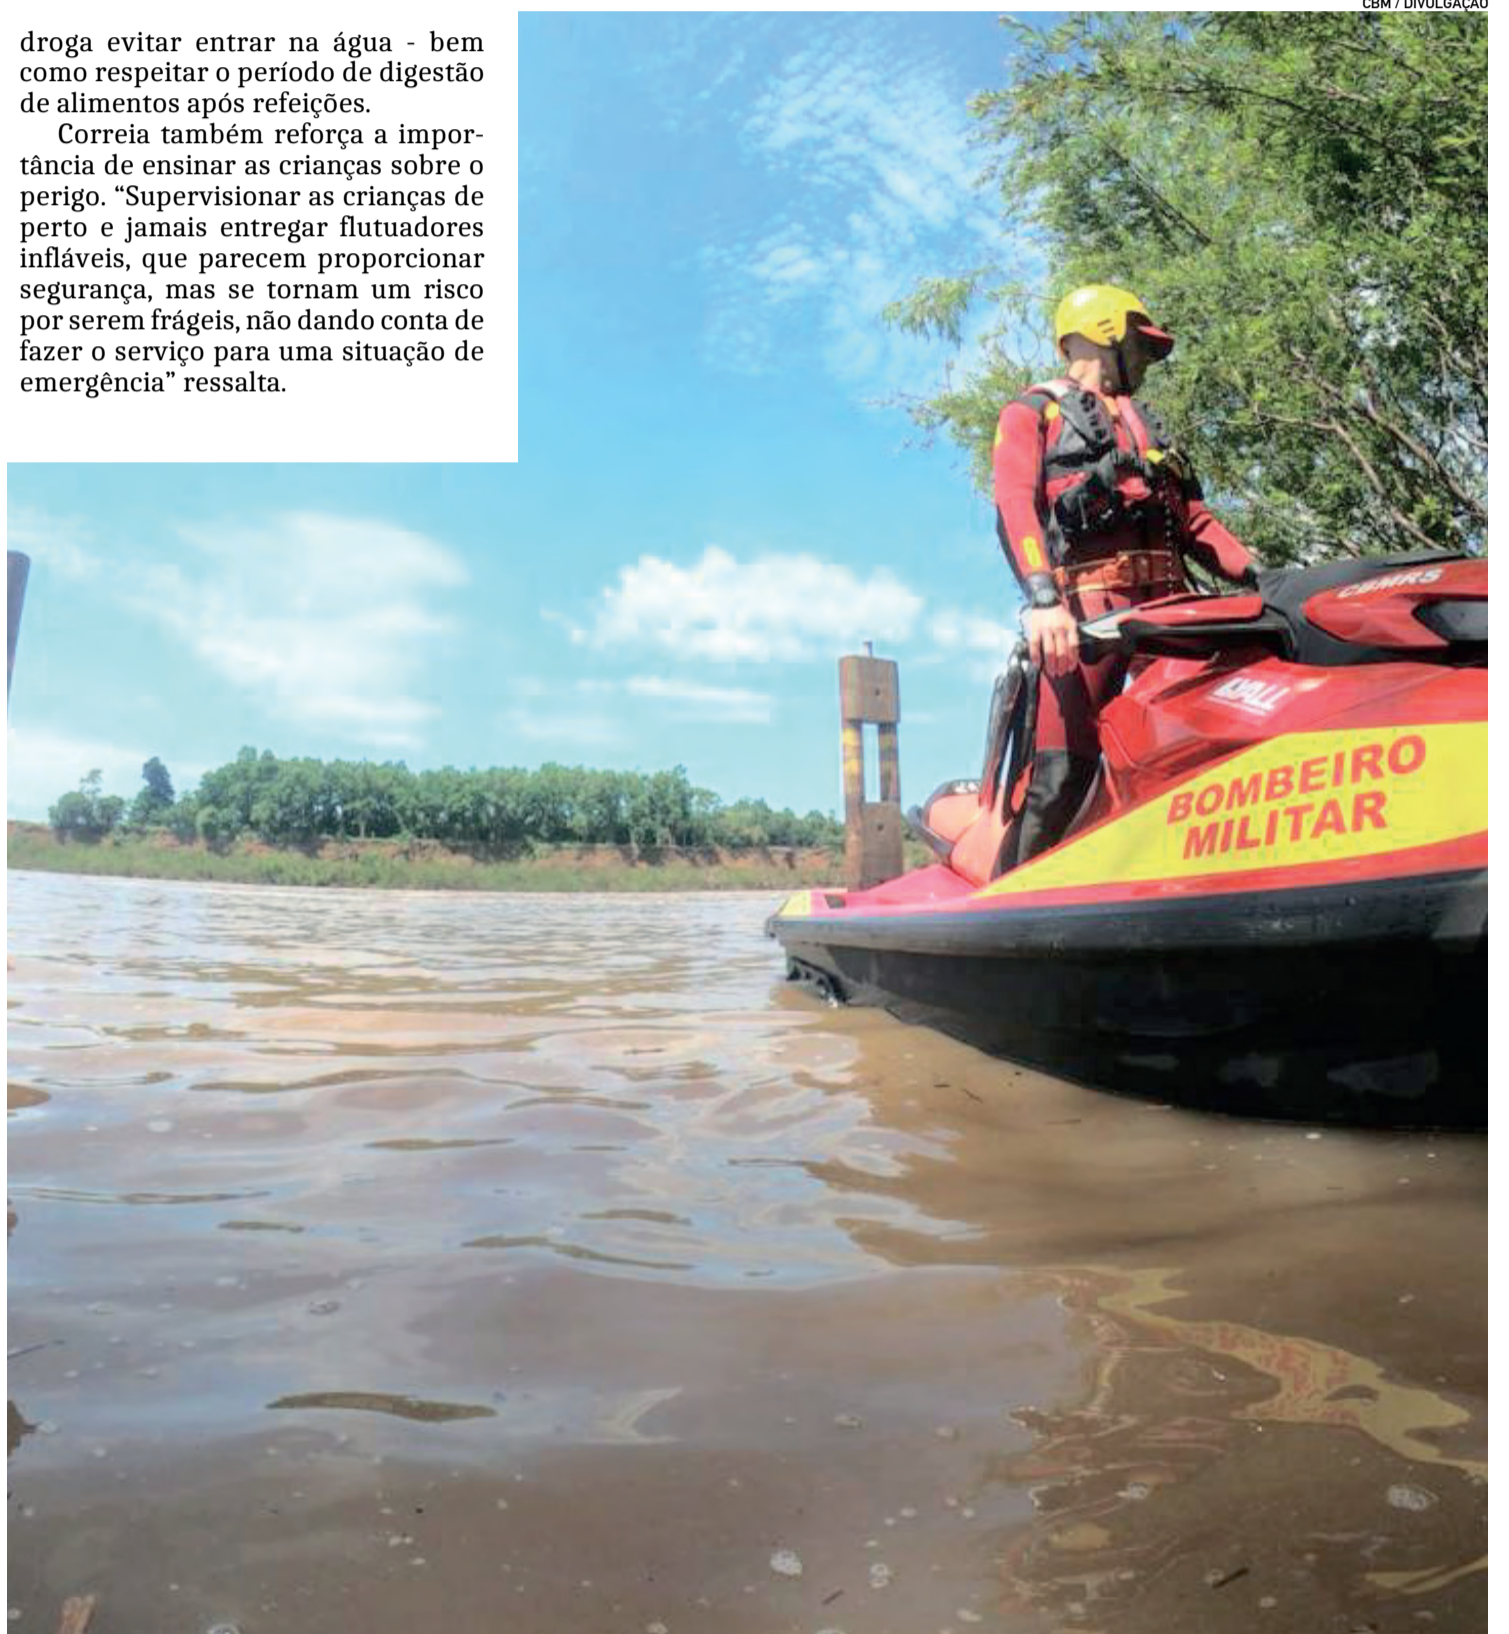 CBM / DIVULGAÇÃO
droga evitar entrar na água - bem
como respeitar o período de digestão
de alimentos após refeições.
Correia também reforça a impor-
tância de ensinar as crianças sobre o
perigo. “Supervisionar as crianças de
perto e jamais entregar flutuadores
infláveis, que parecem proporcionar
segurança, mas se tornam um risco
por serem frágeis, não dando conta de
fazer o serviço para uma situação de
emergência” ressalta.
CBMRS
BOMBEIRO
MILITAR